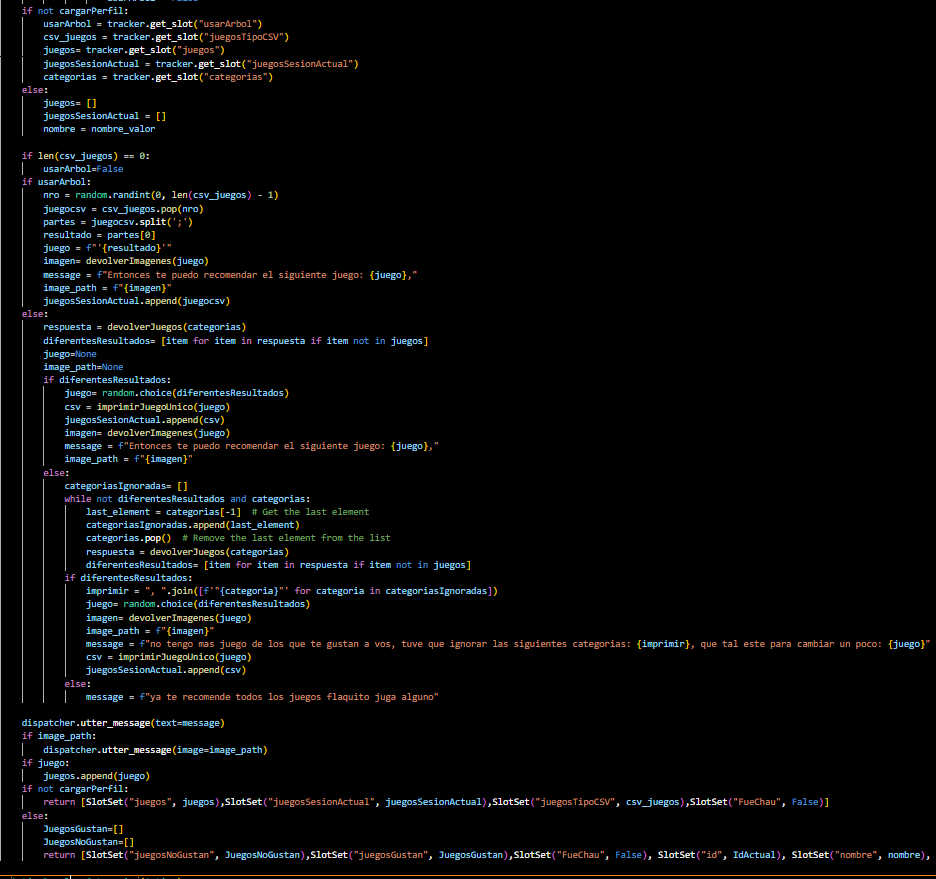 if not cargarPerfil:
usarArbol = tracker.get_slot("usarArbol")
csv_juegos = tracker.get_slot("juegosTipoCSV")
juegos= tracker.get_slot("juegos")
juegosSesionActual = tracker.get_slot("juegosSesionActual")
categorias = tracker.get_slot("categorias")
else:
juegos= []
juegosSesionActual = []
nombre = nombre_valor
if len(csv_juegos) == 0:
usarArbol=False
if usarArbol:
nro = random.randint(0, len(csv_juegos) - 1)
juegocsv = csv_juegos.pop(nro)
partes = juegocsv.split(';')
resultado = partes[0]
juego = f"'{resultado}'"
imagen= devolverImagenes(juego)
message = f"Entonces te puedo recomendar el siguiente juego: {juego},"
image_path = f"{imagen}"
juegosSesionActual.append(juegocsv)
else:
respuesta = devolverJuegos(categorias)
diferentesResultados= [item for item in respuesta if item not in juegos]
juego=None
image_path=None
if diferentesResultados:
juego= random.choice(diferentesResultados)
csv = imprimirJuegoUnico(juego)
juegosSesionActual.append(csv)
imagen= devolverImagenes(juego)
message = f"Entonces te puedo recomendar el siguiente juego: {juego},"
image_path = f"{imagen}"
else:
categoriasIgnoradas= []
while not diferentesResultados and categorias:
last_element = categorias[-1]  # Get the last element
categoriasIgnoradas.append(last_element)
categorias.pop()  # Remove the last element from the list
respuesta = devolverJuegos(categorias)
diferentesResultados= [item for item in respuesta if item not in juegos]
if diferentesResultados:
imprimir = ", ".join([f'"{categoria}"' for categoria in categoriasIgnoradas])
juego= random.choice(diferentesResultados)
imagen= devolverImagenes(juego)
image_path = f"{imagen}"
message = f"no tengo mas juego de los que te gustan a vos, tuve que ignorar las siguientes categorias: {imprimir}, que tal este para cambiar un poco: {juego}"
csv = imprimirJuegoUnico(juego)
juegosSesionActual.append(csv)
else:
message = f"ya te recomende todos los juegos flaquito juga alguno"
dispatcher.utter_message(text=message)
if image_path:
dispatcher.utter_message(image=image_path)
if juego:
juegos.append(juego)
if not cargarPerfil:
return [SlotSet("juegos", juegos),SlotSet("juegosSesionActual", juegosSesionActual),SlotSet("juegosTipoCSV", csv_juegos),SlotSet("FueChau", False)]
else:
JuegosGustan=[]
JuegosNoGustan=[]
return [SlotSet("juegosNoGustan", JuegosNoGustan),SlotSet("juegosGustan", JuegosGustan),SlotSet("FueChau", False), SlotSet("id", IdActual), SlotSet("nombre", nombre),